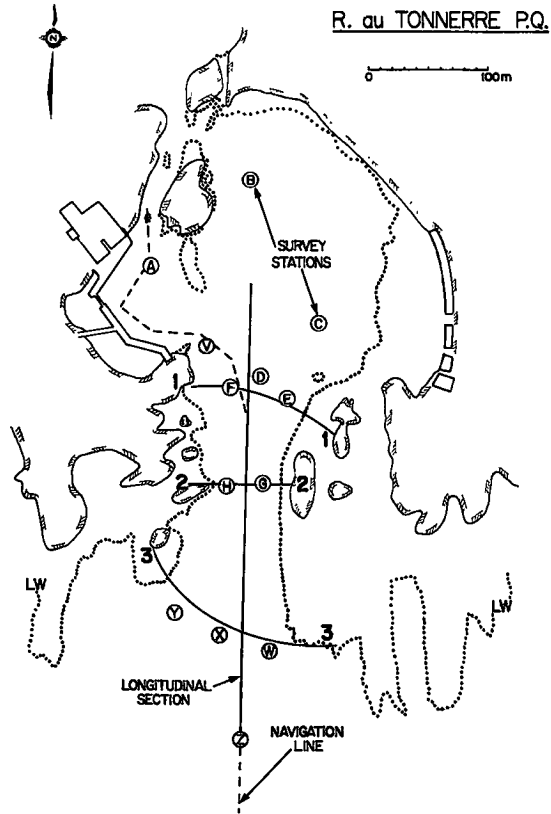 R. au TONNERRE P.Q.
N
0 100m
B
SURVEY
STATIONS
A
C
V
1
F
D
E
1
2
H
G
2
3
LW
LW
Y
X
W
3
LONGITUDINAL
SECTION
Z
NAVIGATION
LINE